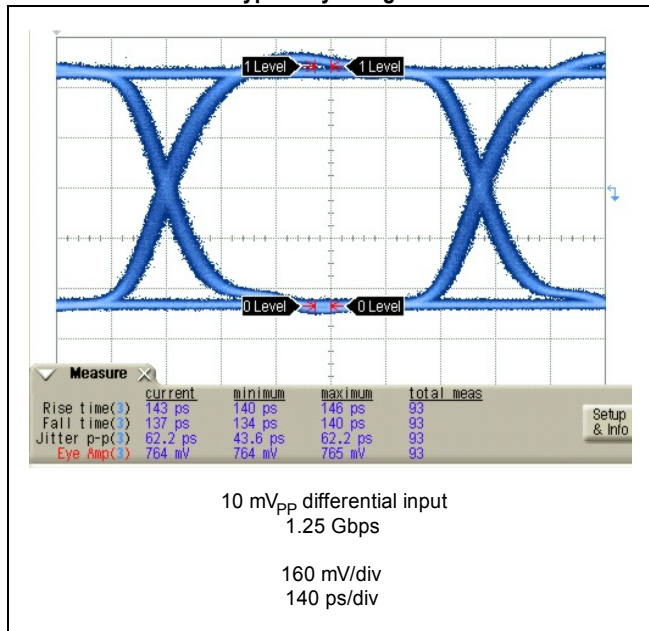 1 Level 1 Level
0 Level 0 Level
Measure
current minimum maximum total meas
Rise time(3) 143 ps 140 ps 146 ps 93
Fall time(3) 137 ps 134 ps 140 ps 93
Jitter p-p(3) 62.2 ps 43.6 ps 62.2 ps 93
Eye Amp(3) 764 mV 764 mV 765 mV 93
Setup
& Info
10 mVPP differential input
1.25 Gbps
160 mV/div
140 ps/div